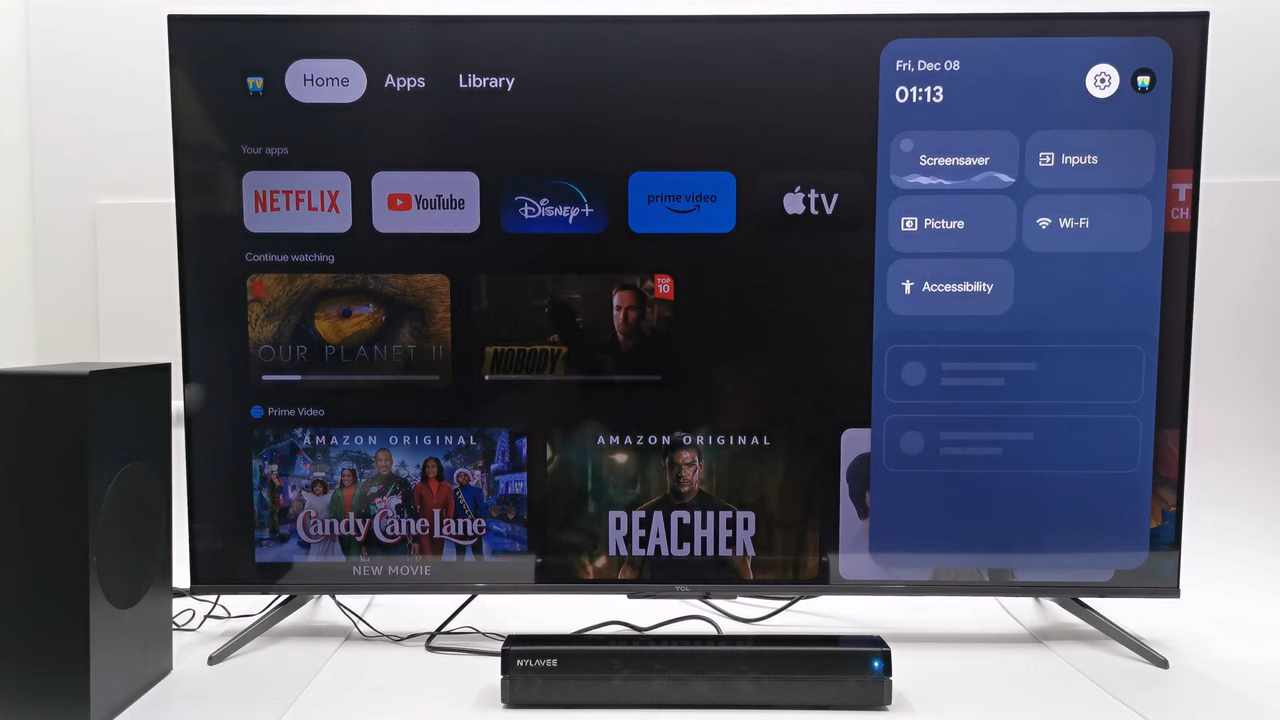 TV
Home
Apps
Library
Your apps
NETFLIX
YouTube
Disney+
prime video
tv
Continue watching
OUR PLANET II
TOP
10
NOBODY
Prime Video
AMAZON ORIGINAL
Candy Cane Lane
NEW MOVIE
AMAZON ORIGINAL
REACHER
Fri, Dec 08
01:13
Screensaver
Inputs
Picture
Wi-Fi
Accessibility
TCL
NYLAVEE